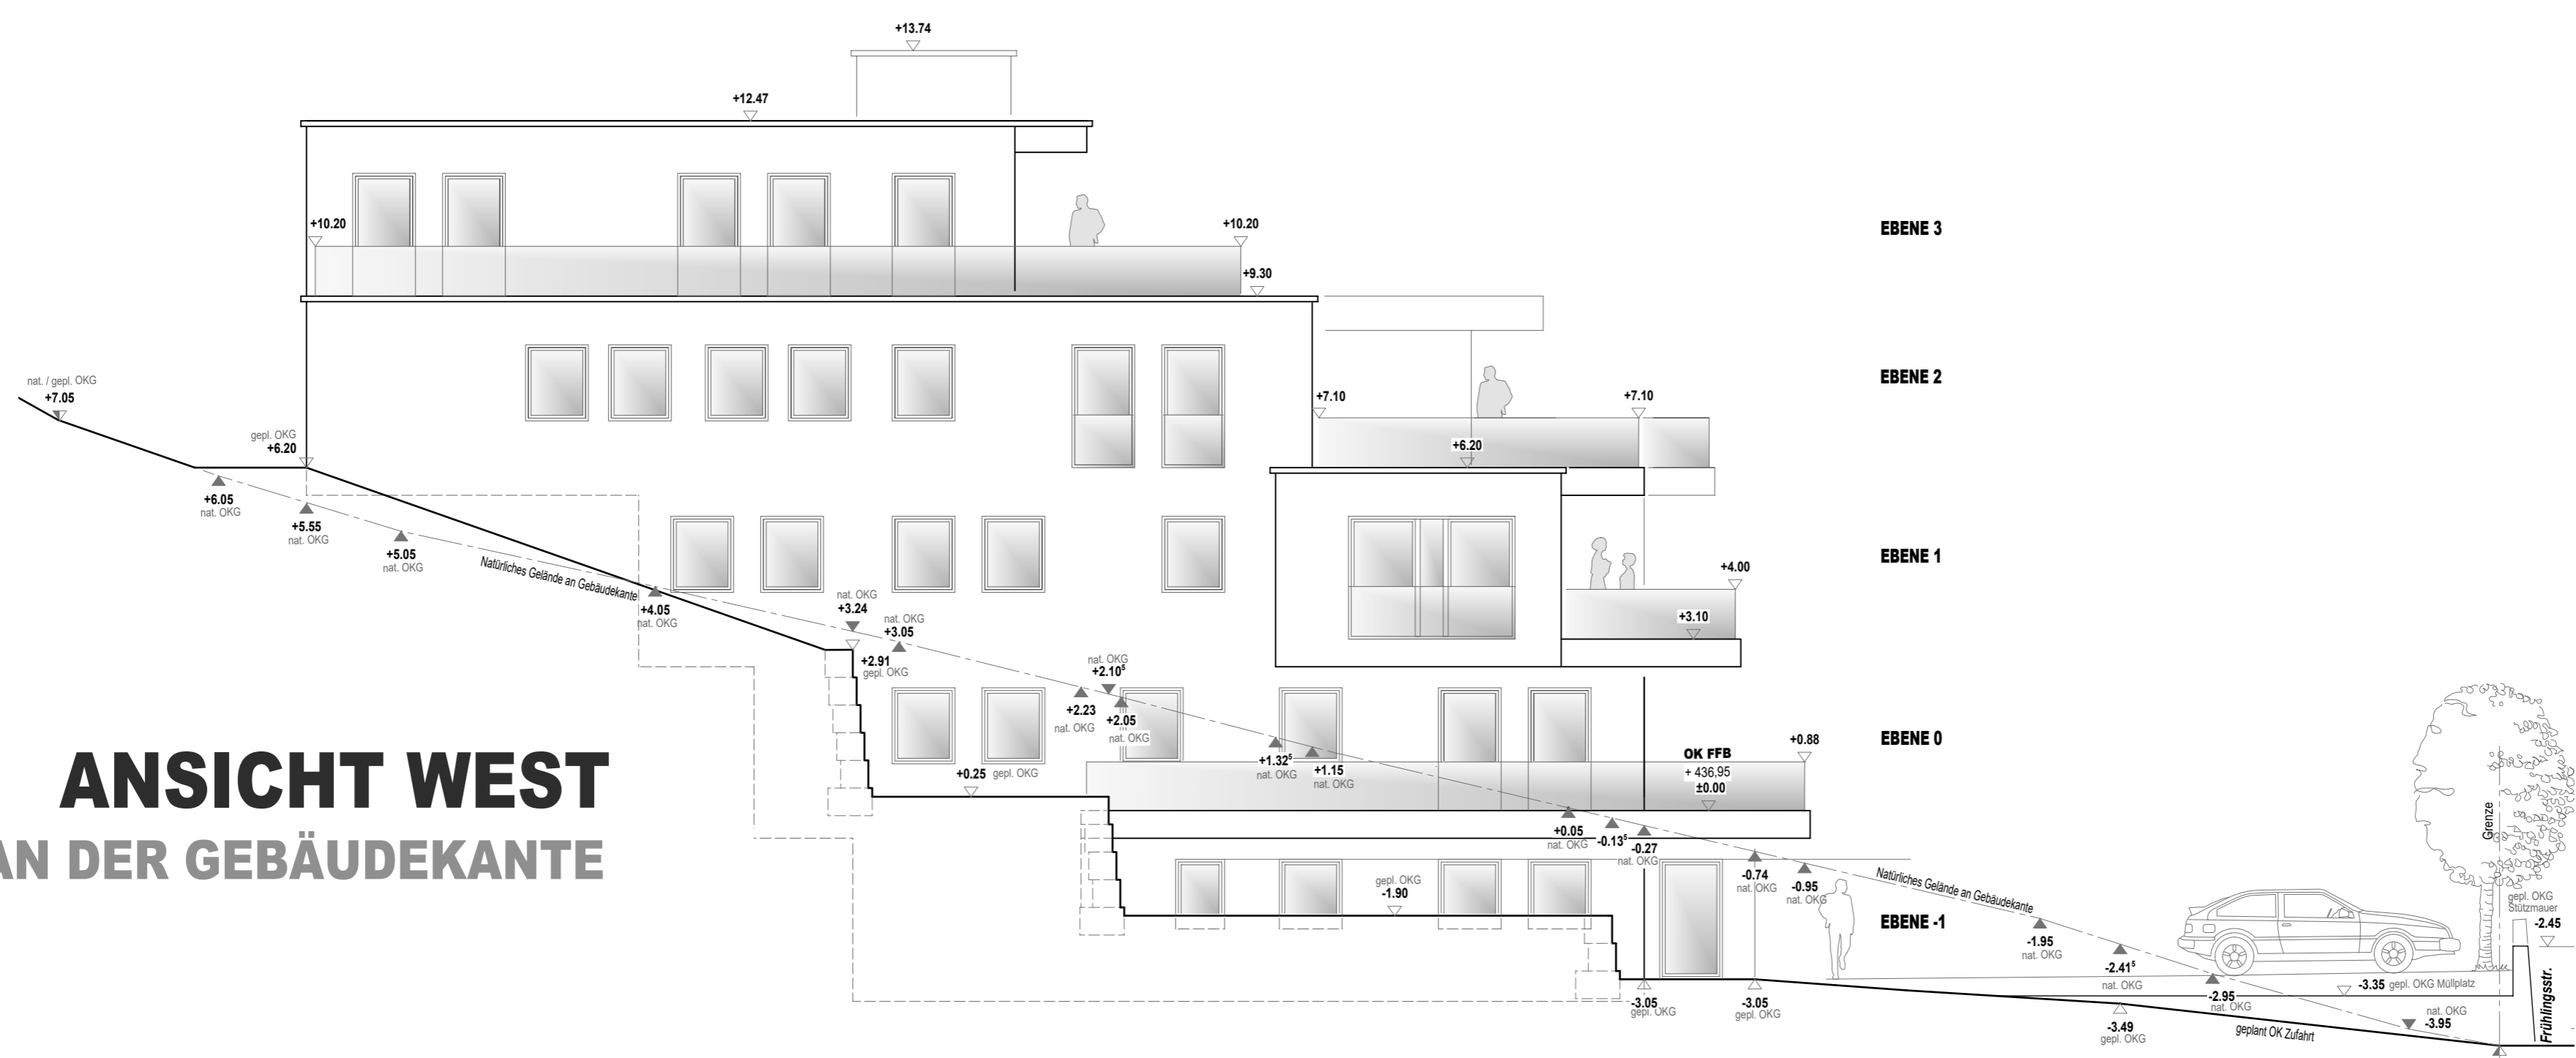 +13.74
+12.47
+10.20
+10.20
EBENE 3
+9.30
nat. / gepl. OKG
+7.05
EBENE 2
+7.10
+7.10
gepl. OKG
+6.20
+6.20
+6.05
nat. OKG
+5.55
nat. OKG
+5.05
nat. OKG
Natürliches Gelände an Gebäudekante
EBENE 1
+4.00
+4.05
nat. OKG
nat. OKG
+3.24
nat. OKG
+3.05
+3.10
+2.91
gepl. OKG
nat. OKG
+2.10⁵
+2.23
nat. OKG
+2.05
nat. OKG
EBENE 0
+0.88
OK FFB
+ 436,95
±0.00
+1.32⁵
nat. OKG
+1.15
nat. OKG
+0.25 gepl. OKG
ANSICHT WEST
AN DER GEBÄUDEKANTE
+0.05
nat. OKG
-0.13⁵
-0.27
nat. OKG
-0.74
nat. OKG
-0.95
nat. OKG
gepl. OKG
-1.90
Natürliches Gelände an Gebäudekante
EBENE -1
Grenze
gepl. OKG
Stützmauer
-2.45
-1.95
nat. OKG
-2.41⁵
nat. OKG
-2.95
nat. OKG
-3.35 gepl. OKG Müllplatz
-3.05
gepl. OKG
-3.05
gepl. OKG
-3.49
gepl. OKG
nat. OKG
-3.95
geplant OK Zufahrt
Frühlingsstr.